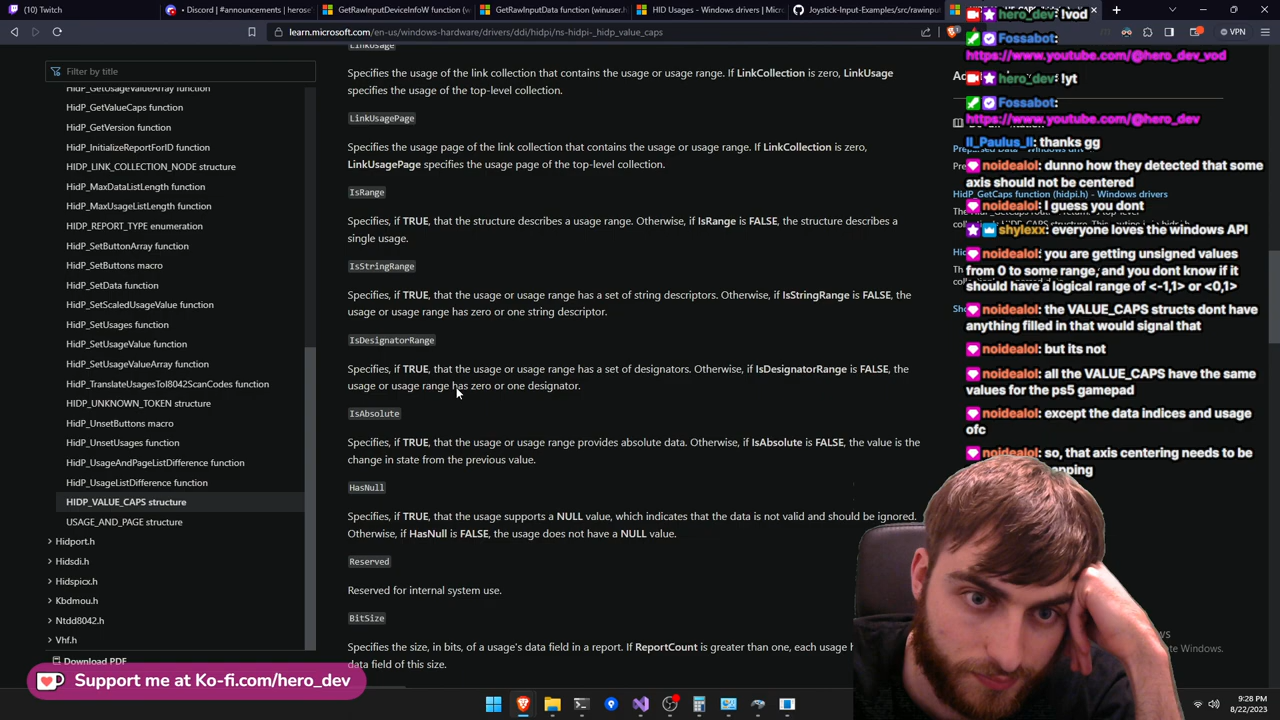 Twitch
Discord | #announcements | herose
GetRawInputDeviceInfoW function (w
GetRawInputData function (winuser.h
HID Usages - Windows drivers | Micro
Joystick-Input-Examples/src/rawinpu
learn.microsoft.com/en-us/windows-hardware/drivers/ddi/hidpi/ns-hidpi-_hidp_value_caps
VPN
Filter by title
HidP_GetUsageValueArray function
HidP_GetValueCaps function
HidP_GetVersion function
HidP_InitializeReportForID function
HIDP_LINK_COLLECTION_NODE structure
HidP_MaxDataListLength function
HidP_MaxUsageListLength function
HIDP_REPORT_TYPE enumeration
HidP_SetButtonArray function
HidP_SetButtons macro
HidP_SetData function
HidP_SetScaledUsageValue function
HidP_SetUsages function
HidP_SetUsageValue function
HidP_SetUsageValueArray function
HidP_TranslateUsagesToI8042ScanCodes function
HIDP_UNKNOWN_TOKEN structure
HidP_UnsetButtons macro
HidP_UnsetUsages function
HidP_UsageAndPageListDifference function
HidP_UsageListDifference function
HIDP_VALUE_CAPS structure
USAGE_AND_PAGE structure
Hidport.h
Hidsdi.h
Hidspicx.h
Kbdmou.h
Ntdd8042.h
Vhf.h
Download PDF
LinkUsage
Specifies the usage of the link collection that contains the usage or usage range. If LinkCollection is zero, LinkUsage
specifies the usage of the top-level collection.
LinkUsagePage
Specifies the usage page of the link collection that contains the usage or usage range. If LinkCollection is zero,
LinkUsagePage specifies the usage page of the top-level collection.
IsRange
Specifies, if TRUE, that the structure describes a usage range. Otherwise, if IsRange is FALSE, the structure describes a
single usage.
IsStringRange
Specifies, if TRUE, that the usage or usage range has a set of string descriptors. Otherwise, if IsStringRange is FALSE, the
usage or usage range has zero or one string descriptor.
IsDesignatorRange
Specifies, if TRUE, that the usage or usage range has a set of designators. Otherwise, if IsDesignatorRange is FALSE, the
usage or usage range has zero or one designator.
IsAbsolute
Specifies, if TRUE, that the usage or usage range provides absolute data. Otherwise, if IsAbsolute is FALSE, the value is the
change in state from the previous value.
HasNull
Specifies, if TRUE, that the usage supports a NULL value, which indicates that the data is not valid and should be ignored.
Otherwise, if HasNull is FALSE, the usage does not have a NULL value.
Reserved
Reserved for internal system use.
BitSize
Specifies the size, in bits, of a usage's data field in a report. If ReportCount is greater than one, each usage
data field of this size.
hero_dev: !vod
Fossabot:
https://www.youtube.com/@hero_dev_vod
hero_dev: !yt
Fossabot:
https://www.youtube.com/@hero_dev
ll_Paulus_ll: thanks gg
noidealol: dunno how they detected that some
axis should not be centered
HidP_GetCaps function (hidpi.h) - Windows drivers
noidealol: I guess you dont
shylexx: everyone loves the windows API
noidealol: you are getting unsigned values
from 0 to some range, and you dont know if it
should have a logical range of <-1,1> or <0,1>
noidealol: the VALUE_CAPS structs dont have
anything filled in that would signal that
noidealol: but its not
noidealol: all the VALUE_CAPS have the same
values for the ps5 gamepad
noidealol: except the data indices and usage
ofc
noidealol: so, that axis centering needs to be
Support me at Ko-fi.com/hero_dev
9:28 PM
8/22/2023